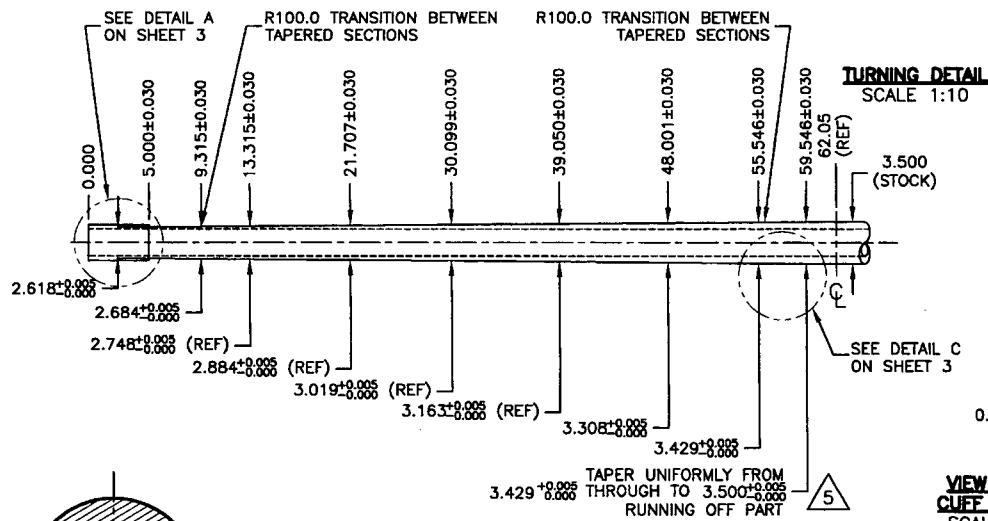 SEE DETAIL A
ON SHEET 3
R100.0 TRANSITION BETWEEN
TAPERED SECTIONS
R100.0 TRANSITION BETWEEN
TAPERED SECTIONS
TURNING DETAIL
SCALE 1:10
0.000
5.000±0.030
9.315±0.030
13.315±0.030
21.707±0.030
30.099±0.030
39.050±0.030
48.001±0.030
55.546±0.030
59.546±0.030
62.05
(REF)
3.500
(STOCK)
2.618+0.005
-0.000
2.684+0.005
-0.000
2.748+0.005
-0.000 (REF)
2.884+0.005
-0.000 (REF)
3.019+0.005
-0.000 (REF)
3.163+0.005
-0.000 (REF)
3.308+0.005
-0.000
3.429+0.005
-0.000
℄
SEE DETAIL C
ON SHEET 3
0.
TAPER UNIFORMLY FROM
3.429 +0.005
0.000 THROUGH TO 3.500+0.005
-0.000
RUNNING OFF PART
5
VIEW
CUFF